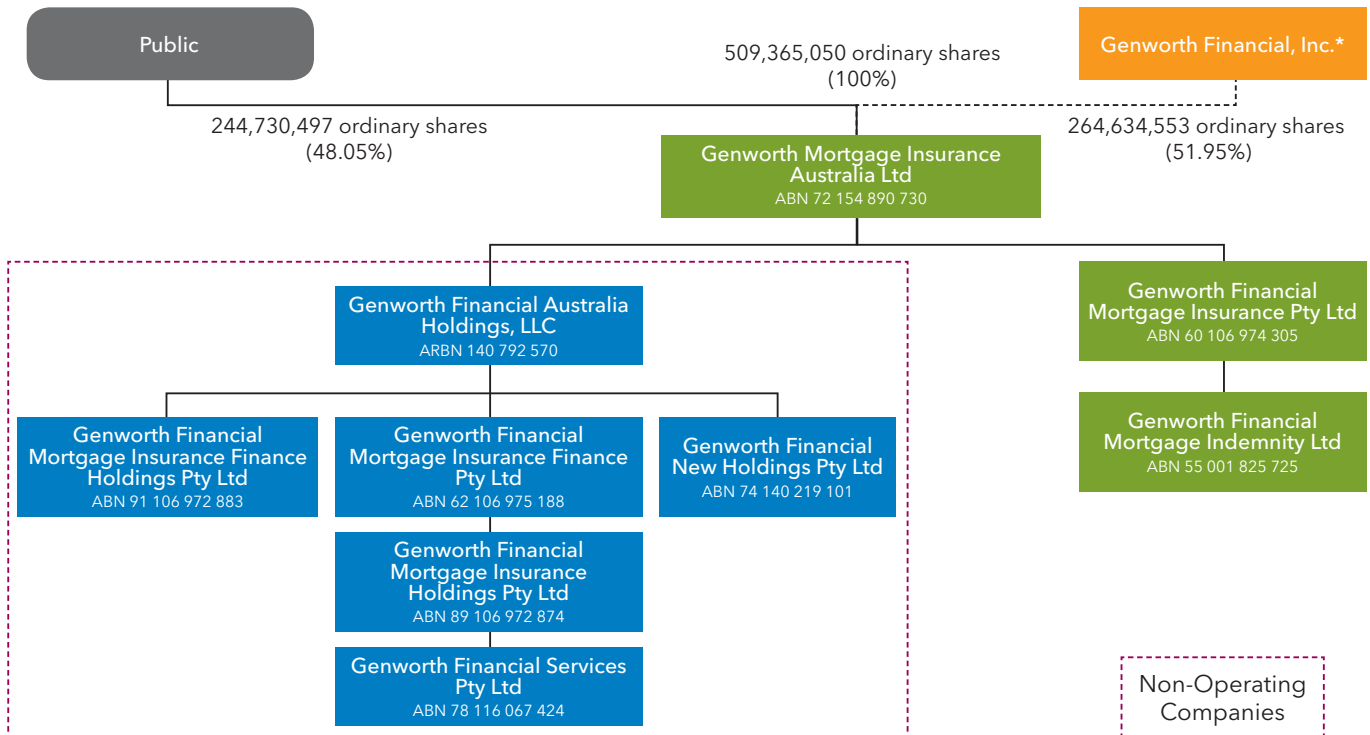 Public
509,365,050 ordinary shares
(100%)
Genworth Financial, Inc.*
244,730,497 ordinary shares
(48.05%)
264,634,553 ordinary shares
(51.95%)
Genworth Mortgage Insurance
Australia Ltd
ABN 72 154 890 730
Genworth Financial Australia
Holdings, LLC
ARBN 140 792 570
Genworth Financial
Mortgage Insurance Pty Ltd
ABN 60 106 974 305
Genworth Financial
Mortgage Insurance Finance
Holdings Pty Ltd
ABN 91 106 972 883
Genworth Financial
Mortgage Insurance Finance
Pty Ltd
ABN 62 106 975 188
Genworth Financial
New Holdings Pty Ltd
ABN 74 140 219 101
Genworth Financial
Mortgage Indemnity Ltd
ABN 55 001 825 725
Genworth Financial
Mortgage Insurance
Holdings Pty Ltd
ABN 89 106 972 874
Genworth Financial Services
Pty Ltd
ABN 78 116 067 424
Non-Operating
Companies